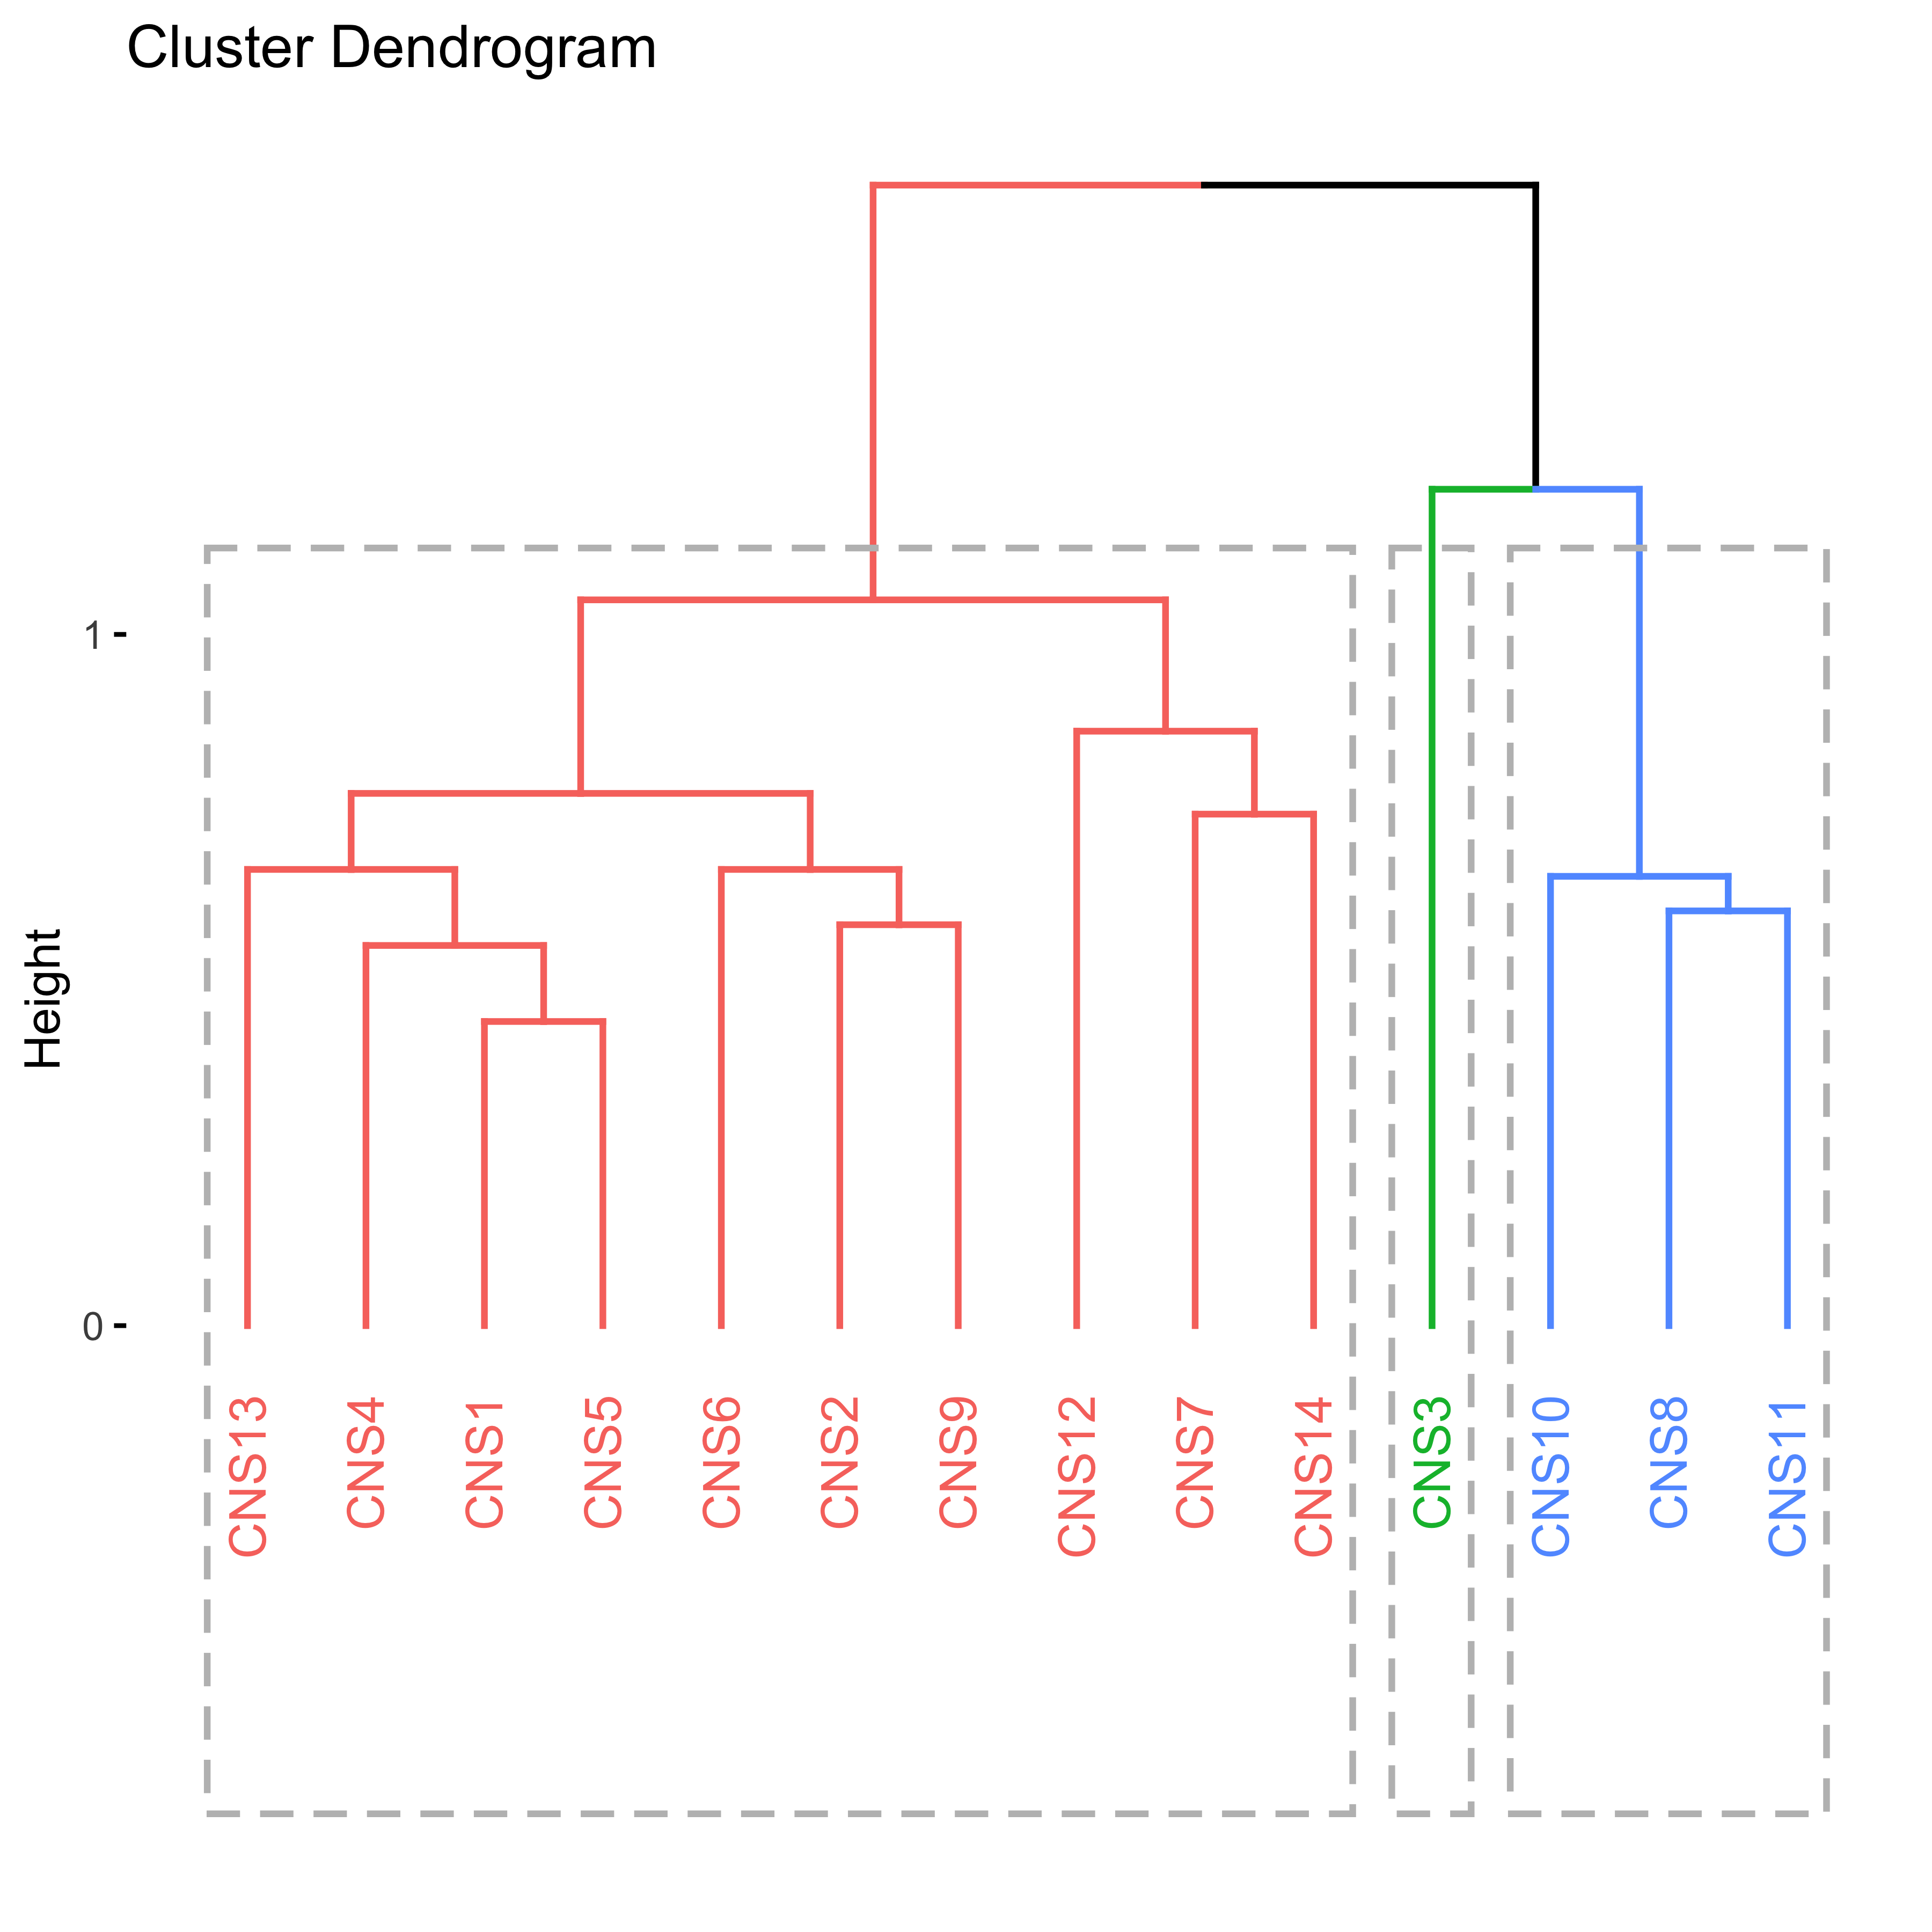 Cluster Dendrogram
Height
1
0
CNS13
CNS4
CNS1
CNS5
CNS6
CNS2
CNS9
CNS12
CNS7
CNS14
CNS3
CNS10
CNS8
CNS11